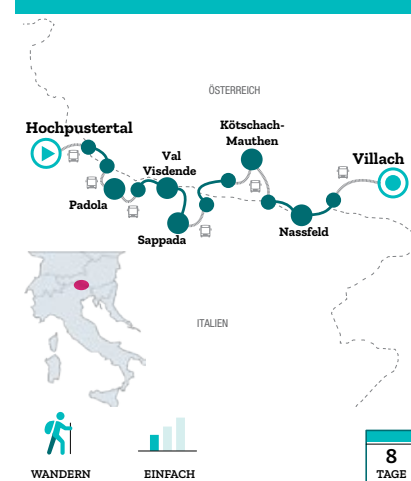 ÖSTERREICH
Hochpustertal
Kötschach-
Mauthen
Val
Visdende
Villach
Padola
Sappada
Nassfeld
ITALIEN
WANDERN
EINFACH
8
TAGE